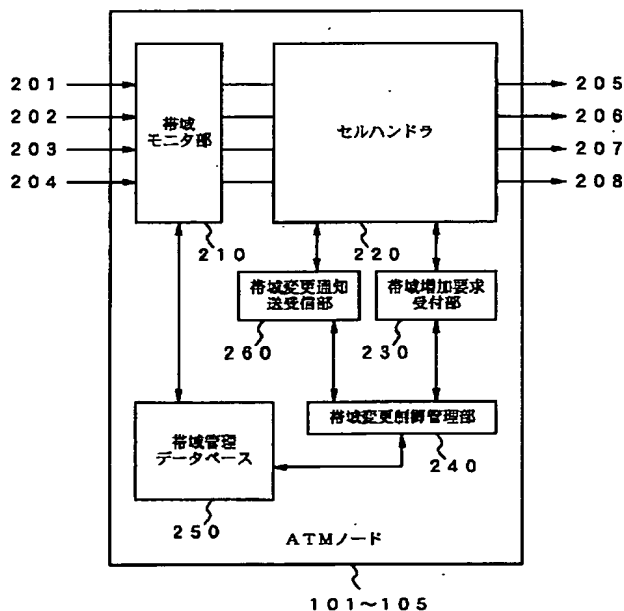 201
202
203
204
帯域
モニタ部
セルハンドラ
205
206
207
208
210
220
帯域変更通知
送受信部
帯域増加要求
受付部
260
230
帯域変更制御管理部
240
帯域管理
データベース
250
ATMノード
101〜105